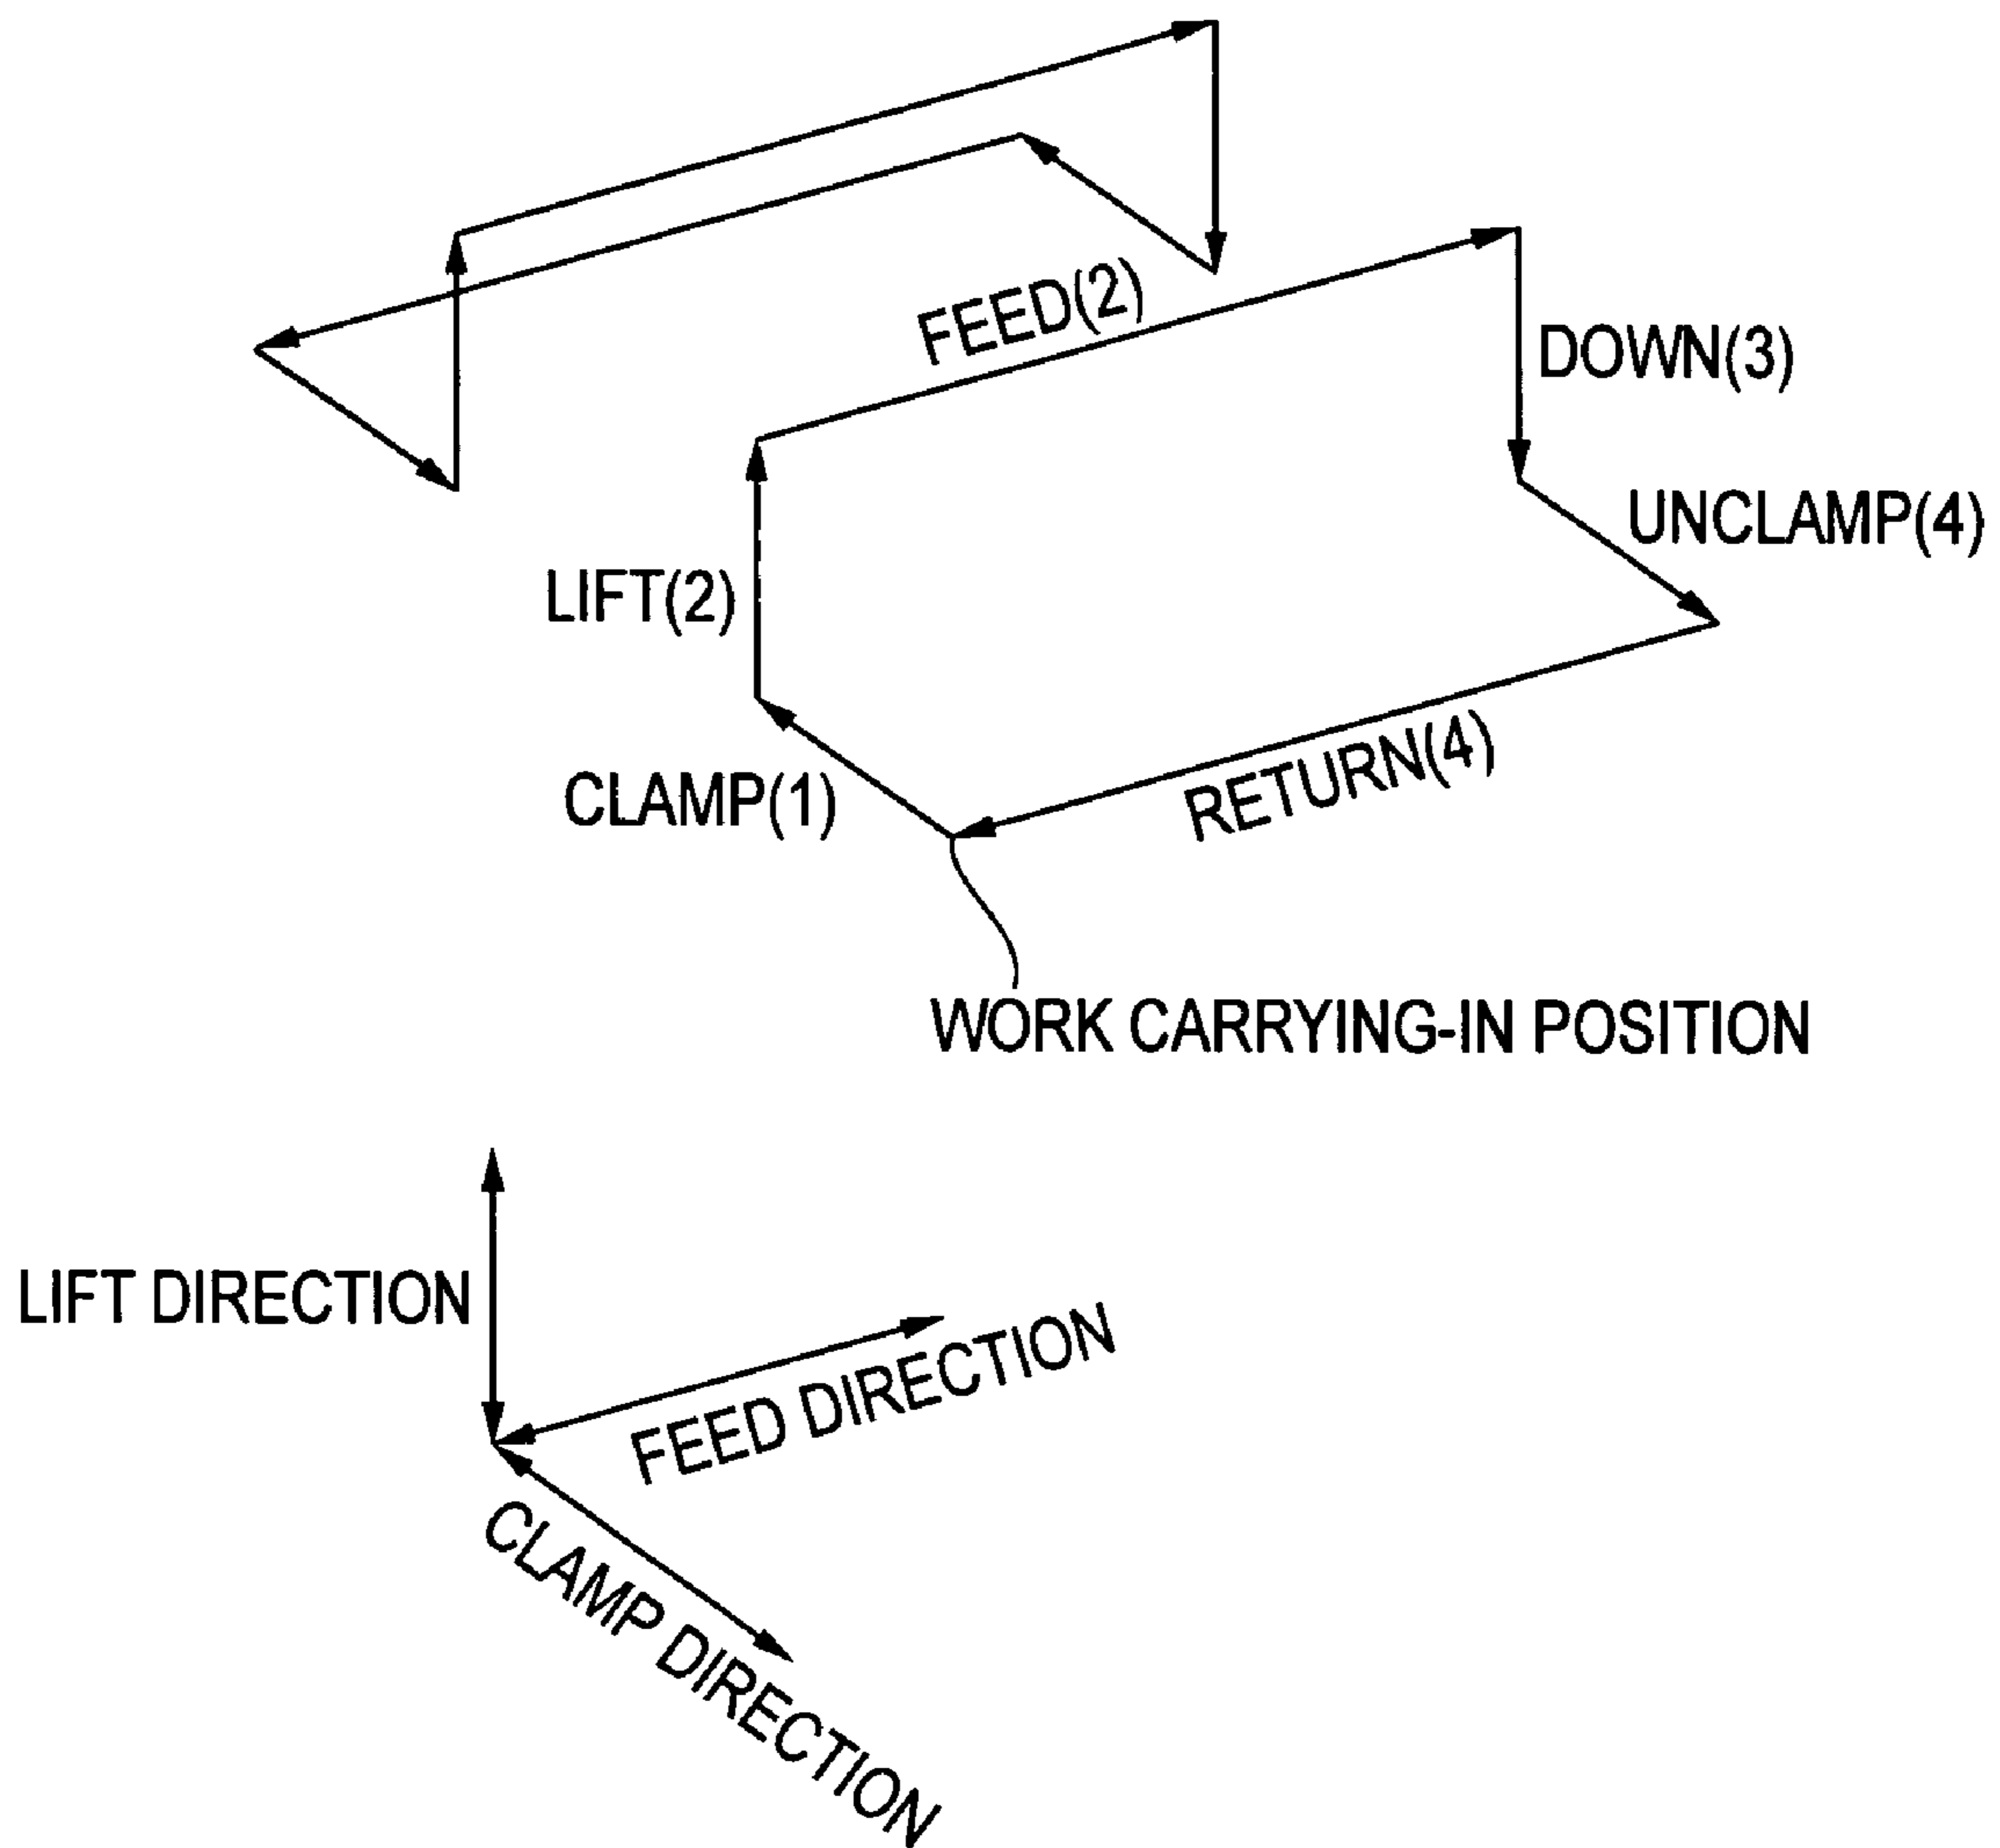 FEED(2)
DOWN(3)
UNCLAMP(4)
LIFT(2)
CLAMP(1)
RETURN(4)
WORK CARRYING-IN POSITION
LIFT DIRECTION
FEED DIRECTION
CLAMP DIRECTION